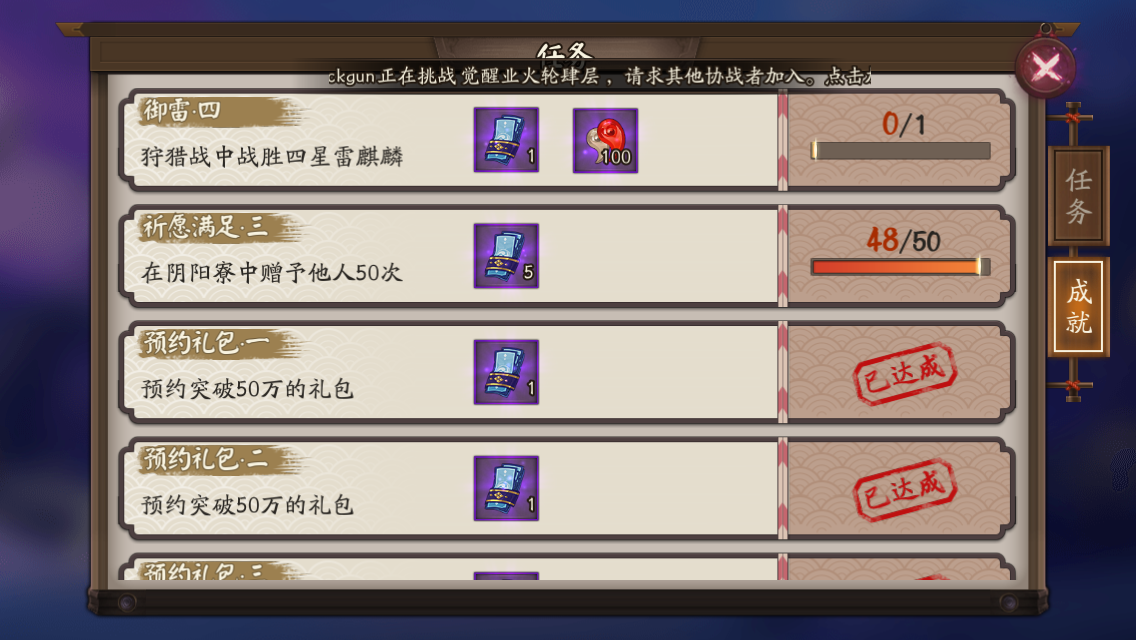 任务
ckgun正在挑战 觉醒业火轮肆层 ，请求其他协战者加入。点击
御雷·四
狩猎战中战胜四星雷麒麟
1
100
0/1
祈愿满足·三
在阴阳寮中赠予他人50次
5
48/50
预约礼包·一
预约突破50万的礼包
1
已达成
预约礼包·二
预约突破50万的礼包
1
已达成
预约礼包·三
任务
成就